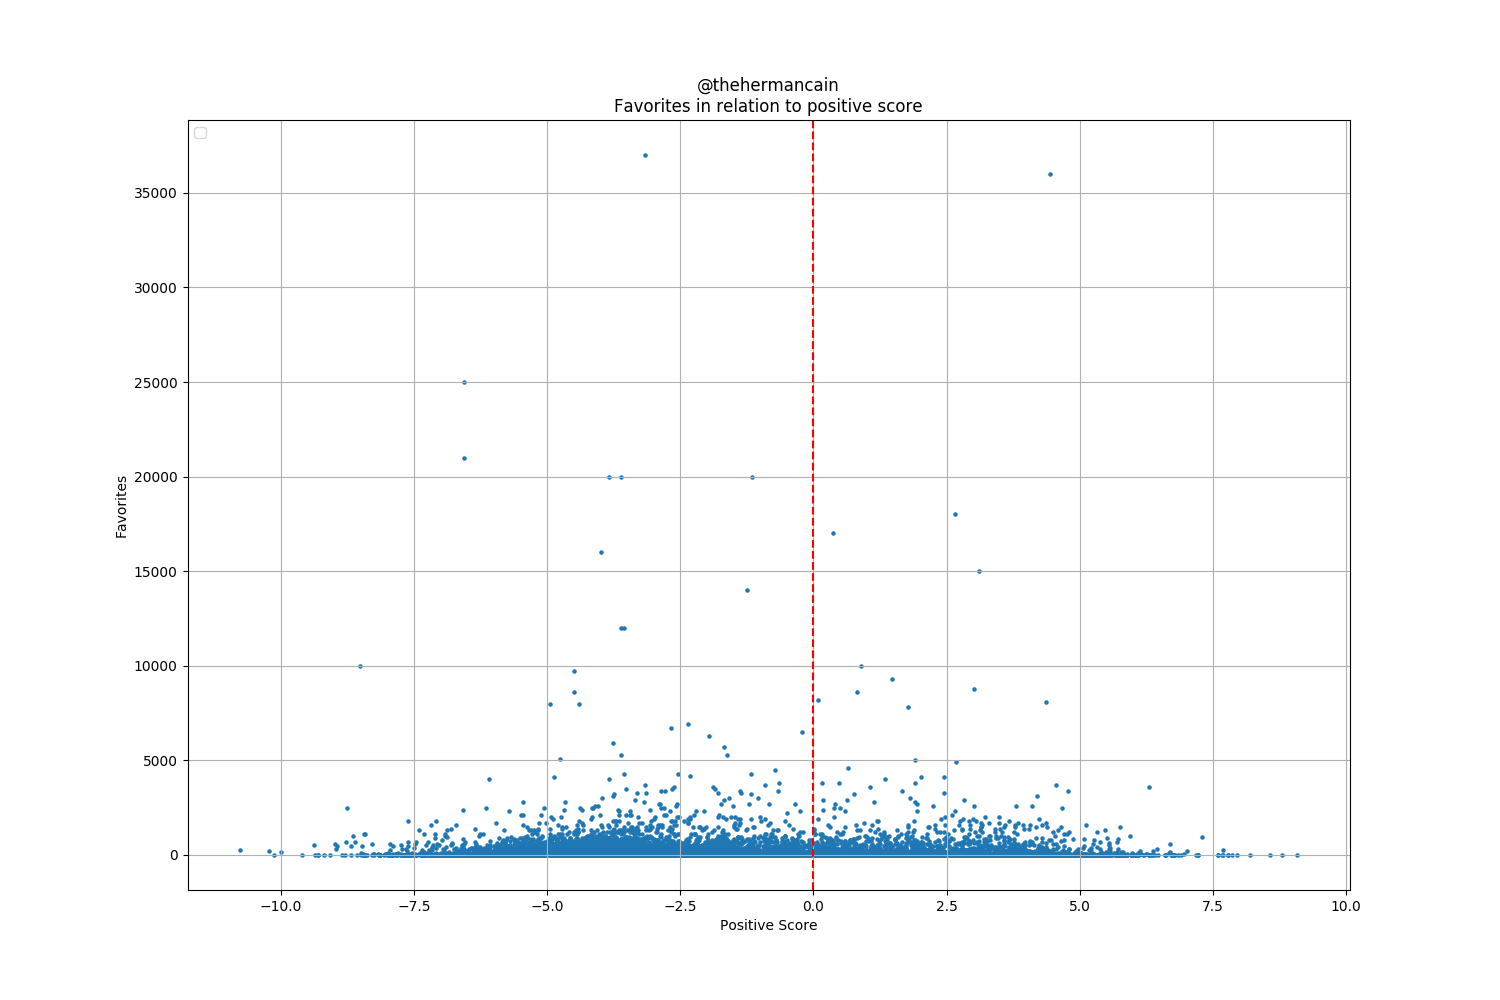 @thehermancain
Favorites in relation to positive score
35000
30000
25000
20000
15000
10000
5000
0
Favorites
−10.0 −7.5 −5.0 −2.5 0.0 2.5 5.0 7.5 10.0
Positive Score